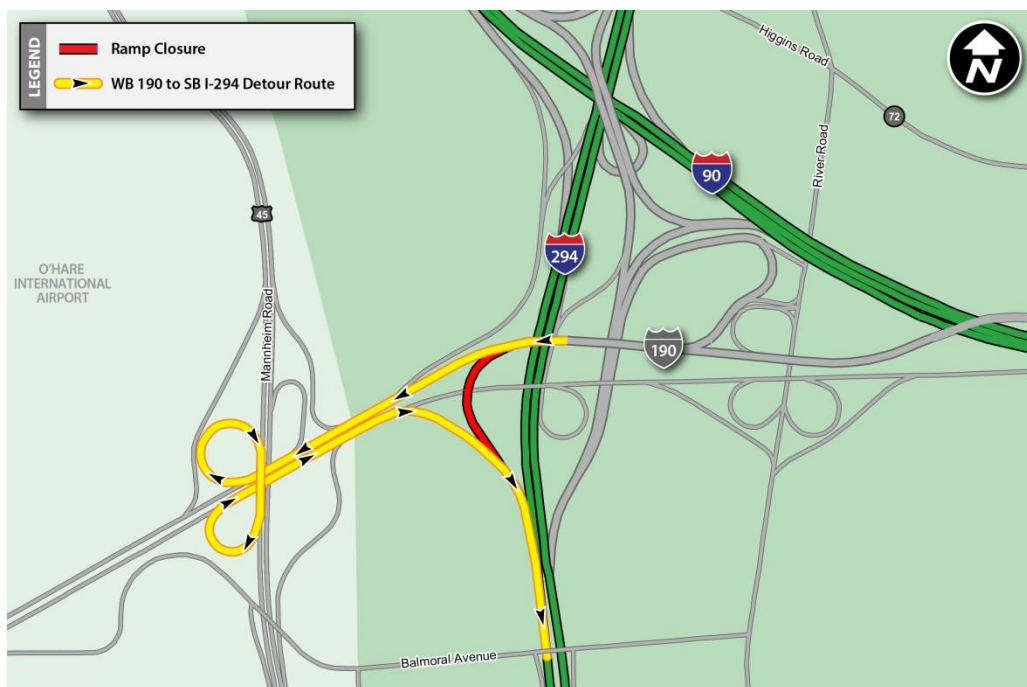 LEGEND
Ramp Closure
WB 190 to SB I-294 Detour Route
N
Higgins Road
72
River Road
90
45
294
O'HARE
INTERNATIONAL
AIRPORT
Mannheim Road
190
Balmoral Avenue